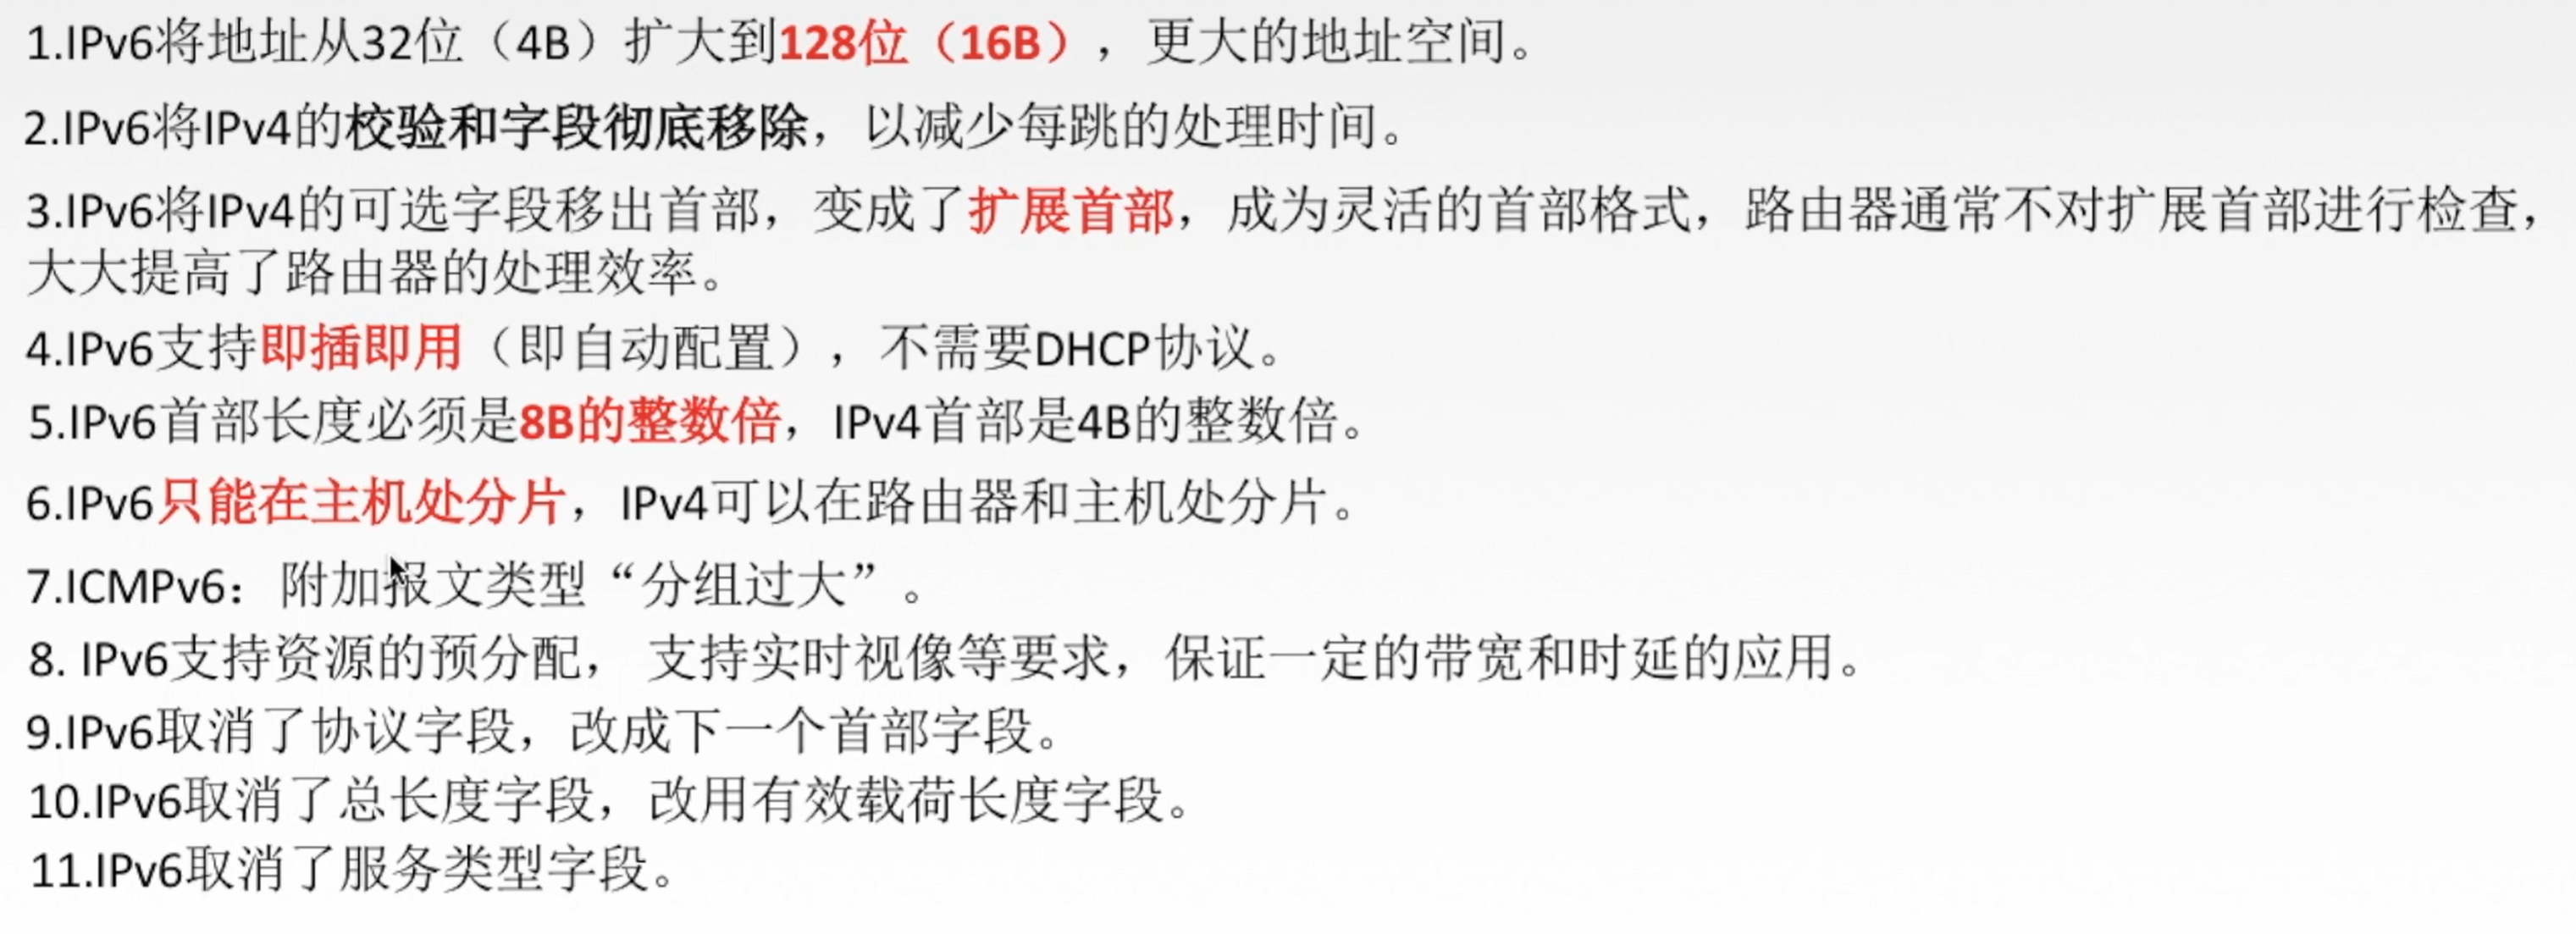 1.IPv6将地址从32位（4B）扩大到128位（16B），更大的地址空间。
2.IPv6将IPv4的校验和字段彻底移除，以减少每跳的处理时间。
3.IPv6将IPv4的可选字段移出首部，变成了扩展首部，成为灵活的首部格式，路由器通常不对扩展首部进行检查，
大大提高了路由器的处理效率。
4.IPv6支持即插即用（即自动配置），不需要DHCP协议。
5.IPv6首部长度必须是8B的整数倍，IPv4首部是4B的整数倍。
6.IPv6只能在主机处分片，IPv4可以在路由器和主机处分片。
7.ICMPv6：附加报文类型“分组过大”。
8. IPv6支持资源的预分配， 支持实时视像等要求，保证一定的带宽和时延的应用。
9.IPv6取消了协议字段，改成下一个首部字段。
10.IPv6取消了总长度字段，改用有效载荷长度字段。
11.IPv6取消了服务类型字段。